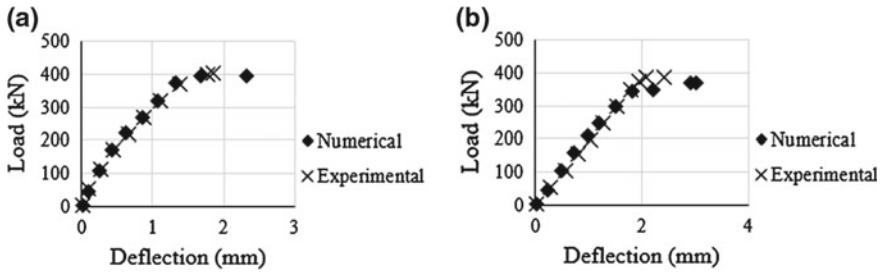 (a)
500
400
300
200
100
0
Load (kN)
0 1 2 3
Deflection (mm)
Numerical
Experimental
(b)
500
400
300
200
100
0
Load (kN)
0 2 4
Deflection (mm)
Numerical
Experimental